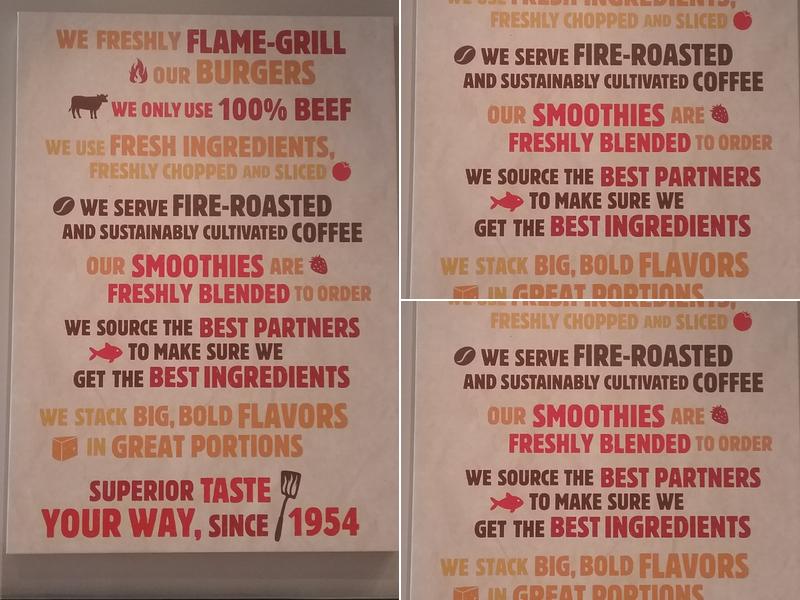 WE FRESHLY FLAME-GRILL
OUR BURGERS
WE ONLY USE 100% BEEF
WE USE FRESH INGREDIENTS,
FRESHLY CHOPPED AND SLICED
WE SERVE FIRE-ROASTED
AND SUSTAINABLY CULTIVATED COFFEE
OUR SMOOTHIES ARE
FRESHLY BLENDED TO ORDER
WE SOURCE THE BEST PARTNERS
TO MAKE SURE WE
GET THE BEST INGREDIENTS
WE STACK BIG, BOLD FLAVORS
IN GREAT PORTIONS
SUPERIOR TASTE
YOUR WAY, SINCE 1954
FRESHLY CHOPPED AND SLICED
WE SERVE FIRE-ROASTED
AND SUSTAINABLY CULTIVATED COFFEE
OUR SMOOTHIES ARE
FRESHLY BLENDED TO ORDER
WE SOURCE THE BEST PARTNERS
TO MAKE SURE WE
GET THE BEST INGREDIENTS
WE STACK BIG, BOLD FLAVORS
FRESHLY CHOPPED AND SLICED
WE SERVE FIRE-ROASTED
AND SUSTAINABLY CULTIVATED COFFEE
OUR SMOOTHIES ARE
FRESHLY BLENDED TO ORDER
WE SOURCE THE BEST PARTNERS
TO MAKE SURE WE
GET THE BEST INGREDIENTS
WE STACK BIG, BOLD FLAVORS
IN GREAT PORTIONS